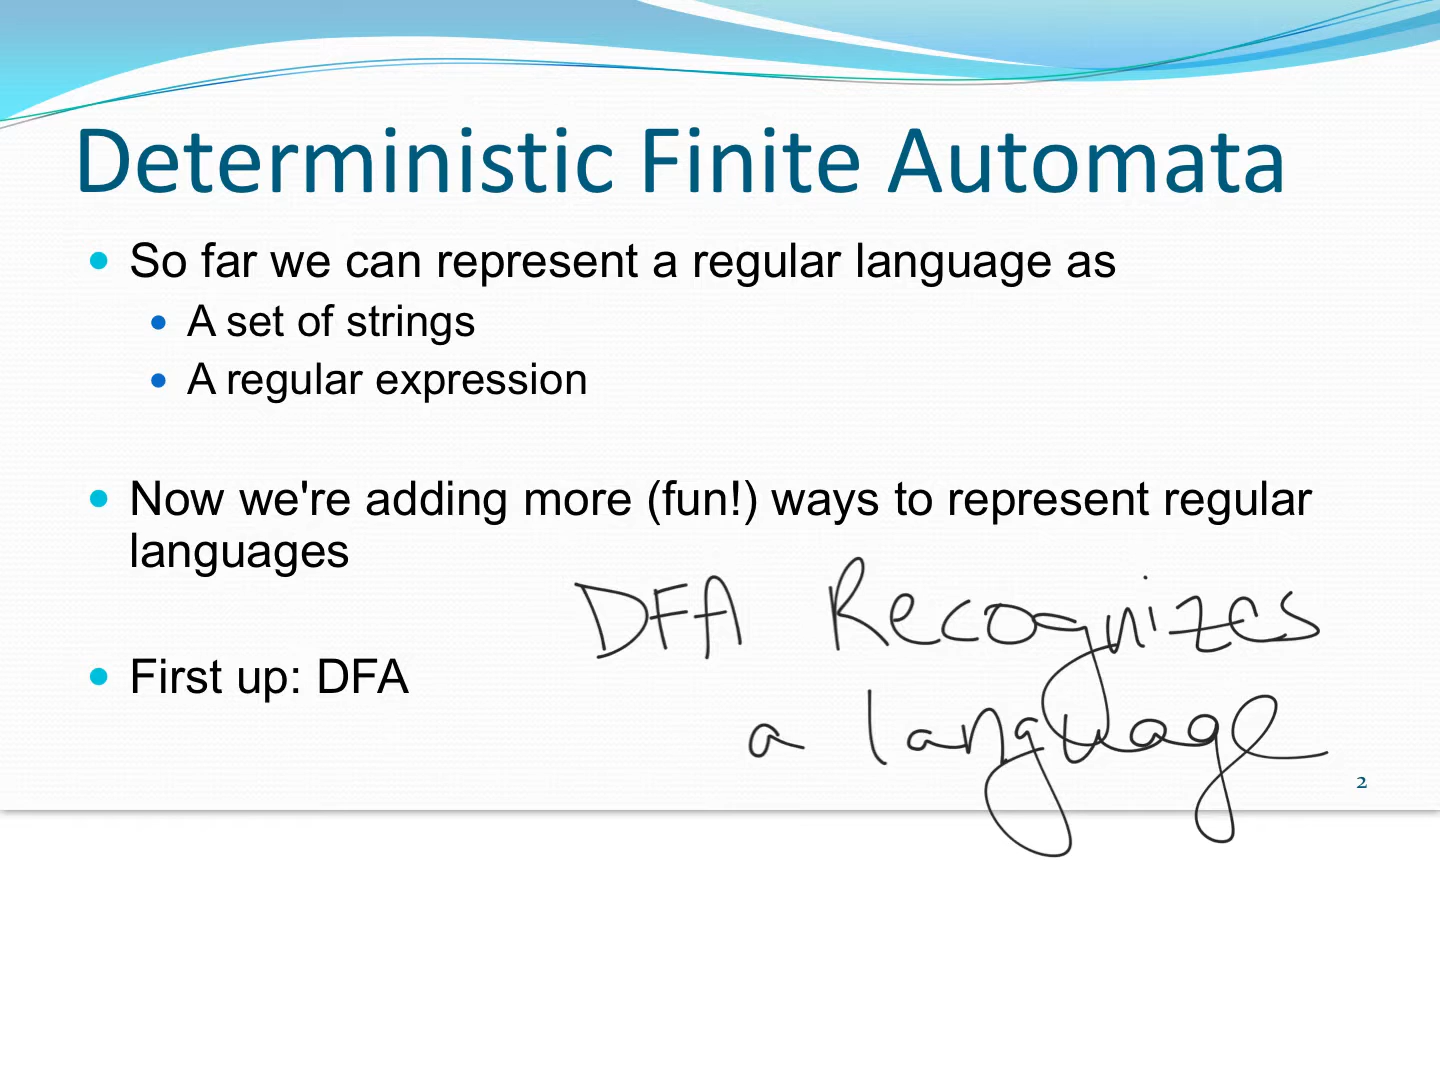 Deterministic Finite Automata
• So far we can represent a regular language as
• A set of strings
• A regular expression
• Now we're adding more (fun!) ways to represent regular
languages
DFA Recognizes
• First up: DFA
a language
2